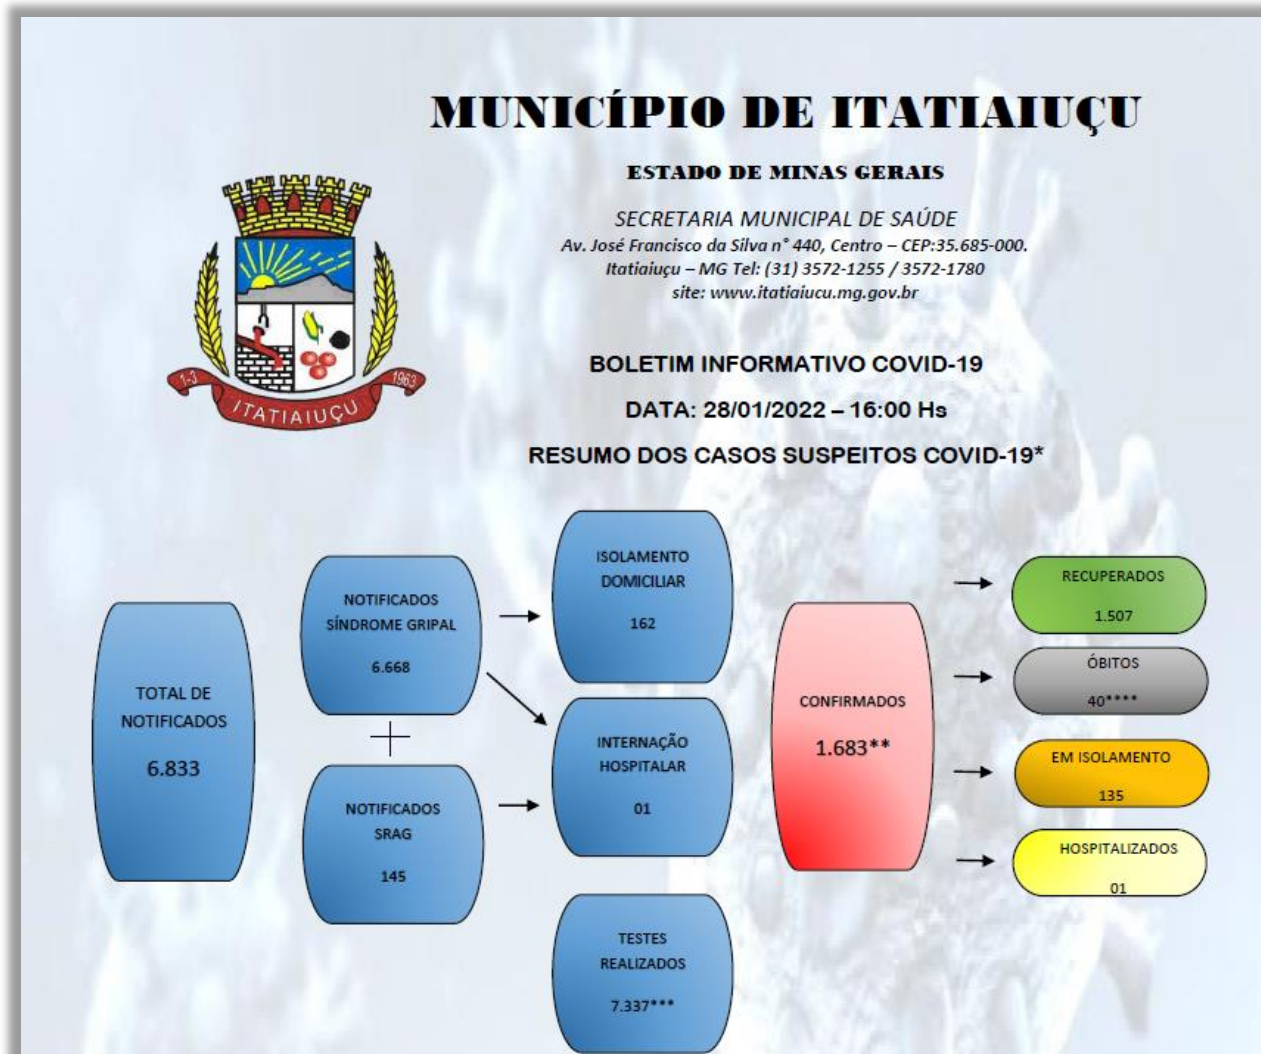 MUNICÍPIO DE ITATIAIUÇU
ESTADO DE MINAS GERAIS
SECRETARIA MUNICIPAL DE SAÚDE
Av. José Francisco da Silva n° 440, Centro – CEP:35.685-000.
Itatiaiuçu – MG Tel: (31) 3572-1255 / 3572-1780
site: www.itatiaiucu.mg.gov.br
1-3
1963
ITATIAIUÇU
BOLETIM INFORMATIVO COVID-19
DATA: 28/01/2022 – 16:00 Hs
RESUMO DOS CASOS SUSPEITOS COVID-19*
TOTAL DE
NOTIFICADOS
6.833
NOTIFICADOS
SÍNDROME GRIPAL
6.668
NOTIFICADOS
SRAG
145
ISOLAMENTO
DOMICILIAR
162
INTERNAÇÃO
HOSPITALAR
01
TESTES
REALIZADOS
7.337***
CONFIRMADOS
1.683**
RECUPERADOS
1.507
ÓBITOS
40****
EM ISOLAMENTO
135
HOSPITALIZADOS
01